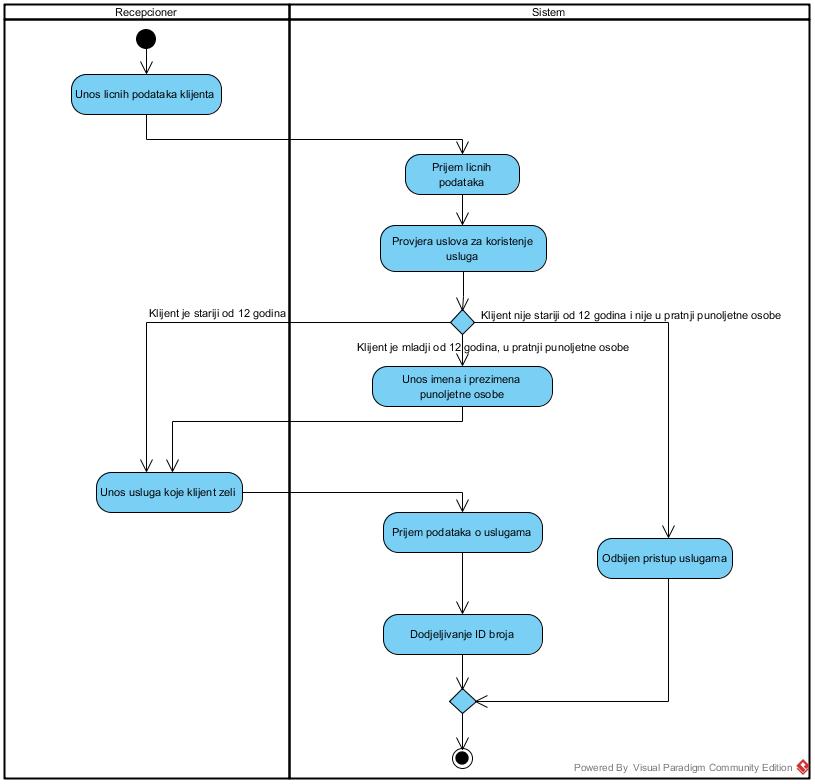 Recepcioner
Sistem
Unos licnih podataka klijenta
Prijem licnih
podataka
Provjera uslova za koristenje
usluga
Klijent je stariji od 12 godina
Klijent nije stariji od 12 godina i nije u pratnji punoljetne osobe
Klijent je mladji od 12 godina, u pratnji punoljetne osobe
Unos imena i prezimena
punoljetne osobe
Unos usluga koje klijent zeli
Prijem podataka o uslugama
Odbijen pristup uslugama
Dodjeljivanje ID broja
Powered By Visual Paradigm Community Edition